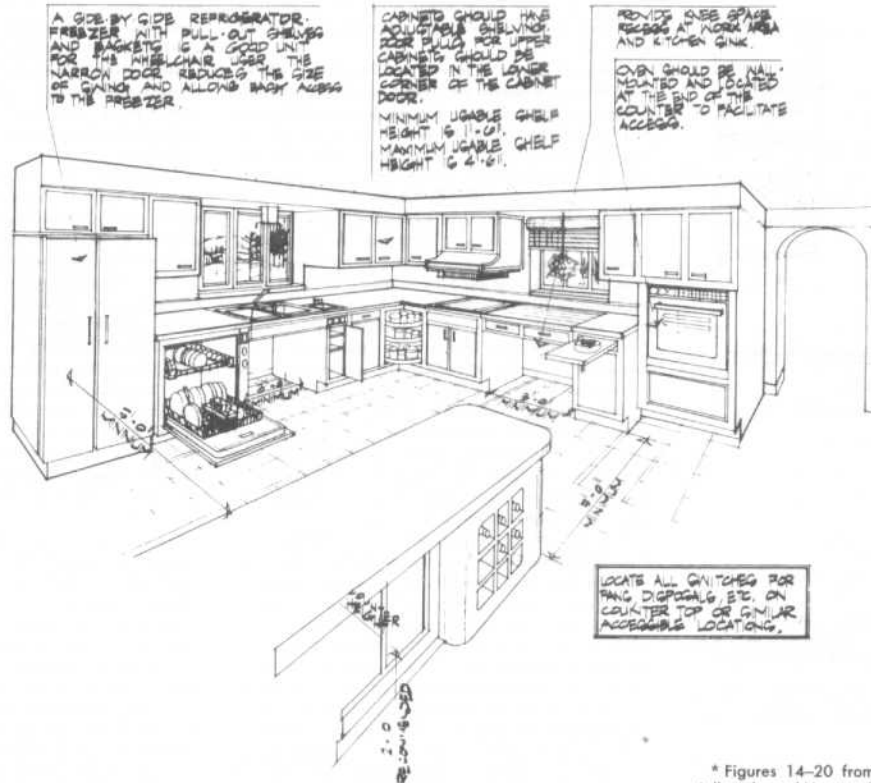 A SIDE-BY-SIDE REFRIGERATOR-
FREEZER WITH PULL-OUT SHELVES
AND BASKETS IS A GOOD UNIT
FOR THE WHEELCHAIR USER THE
NARROW DOOR REDUCES THE SIZE
OF SWING AND ALLOWS EASY ACCESS
TO THE FREEZER.
CABINETS SHOULD HAVE
ADJUSTABLE SHELVING.
DOOR PULLS FOR UPPER
CABINETS SHOULD BE
LOCATED IN THE LOWER
CORNER OF THE CABINET
DOOR.
MINIMUM USABLE SHELF
HEIGHT IS 1'-6".
MAXIMUM USABLE SHELF
HEIGHT IS 4'-6".
PROVIDE KNEE SPACE
RECESS AT WORK AREA
AND KITCHEN SINK.
OVEN SHOULD BE WALL-
MOUNTED AND LOCATED
AT THE END OF THE
COUNTER TO FACILITATE
ACCESS.
LOCATE ALL SWITCHES FOR
FANS, DISPOSALS, ETC. ON
COUNTER TOP OR SIMILAR
ACCESSIBLE LOCATIONS.
* Figures 14–20 from